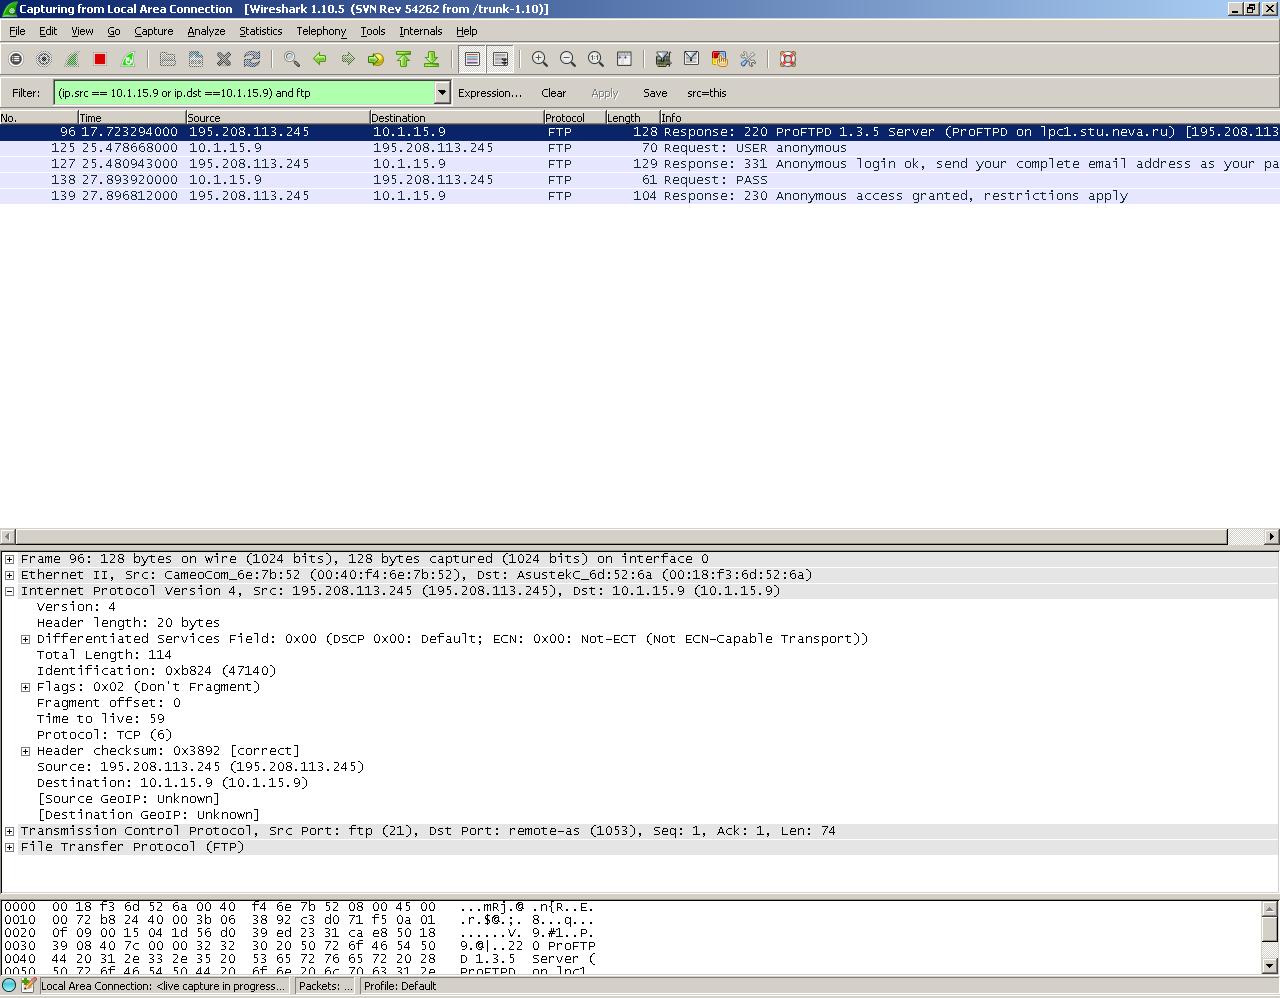 Capturing from Local Area Connection [Wireshark 1.10.5 (SVN Rev 54262 from /trunk-1.10)]
File Edit View Go Capture Analyze Statistics Telephony Tools Internals Help
Filter: (ip.src == 10.1.15.9 or ip.dst ==10.1.15.9) and ftp Expression... Clear Apply Save src=this
No. Time Source Destination Protocol Length Info
96 17.723294000 195.208.113.245 10.1.15.9 FTP 128 Response: 220 ProFTPD 1.3.5 Server (ProFTPD on lpc1.stu.neva.ru) [195.208.113
125 25.478668000 10.1.15.9 195.208.113.245 FTP 70 Request: USER anonymous
127 25.480943000 195.208.113.245 10.1.15.9 FTP 129 Response: 331 Anonymous login ok, send your complete email address as your pa
138 27.893920000 10.1.15.9 195.208.113.245 FTP 61 Request: PASS
139 27.896812000 195.208.113.245 10.1.15.9 FTP 104 Response: 230 Anonymous access granted, restrictions apply
Frame 96: 128 bytes on wire (1024 bits), 128 bytes captured (1024 bits) on interface 0
Ethernet II, Src: CameoCom_6e:7b:52 (00:40:f4:6e:7b:52), Dst: AsustekC_6d:52:6a (00:18:f3:6d:52:6a)
Internet Protocol Version 4, Src: 195.208.113.245 (195.208.113.245), Dst: 10.1.15.9 (10.1.15.9)
Version: 4
Header length: 20 bytes
Differentiated Services Field: 0x00 (DSCP 0x00: Default; ECN: 0x00: Not-ECT (Not ECN-Capable Transport))
Total Length: 114
Identification: 0xb824 (47140)
Flags: 0x02 (Don't Fragment)
Fragment offset: 0
Time to live: 59
Protocol: TCP (6)
Header checksum: 0x3892 [correct]
Source: 195.208.113.245 (195.208.113.245)
Destination: 10.1.15.9 (10.1.15.9)
[Source GeoIP: Unknown]
[Destination GeoIP: Unknown]
Transmission Control Protocol, Src Port: ftp (21), Dst Port: remote-as (1053), Seq: 1, Ack: 1, Len: 74
File Transfer Protocol (FTP)
0000 00 18 f3 6d 52 6a 00 40 f4 6e 7b 52 08 00 45 00 ...mRj.@ .n{R..E.
0010 00 72 b8 24 40 00 3b 06 38 92 c3 d0 71 f5 0a 01 .r.$@.;. 8...q...
0020 0f 09 00 15 04 1d 56 d0 39 ed 23 31 ca e8 50 18 ......V. 9.#1..P.
0030 39 08 40 7c 00 00 32 32 30 20 50 72 6f 46 54 50 9.@|..22 0 ProFTP
0040 44 20 31 2e 33 2e 35 20 53 65 72 76 65 72 20 28 D 1.3.5 Server (
0050 50 72 6f 46 54 50 44 20 6f 6e 20 6c 70 63 31 2e ProFTPD on lpc1.
Local Area Connection: <live capture in progress... Packets: ... Profile: Default